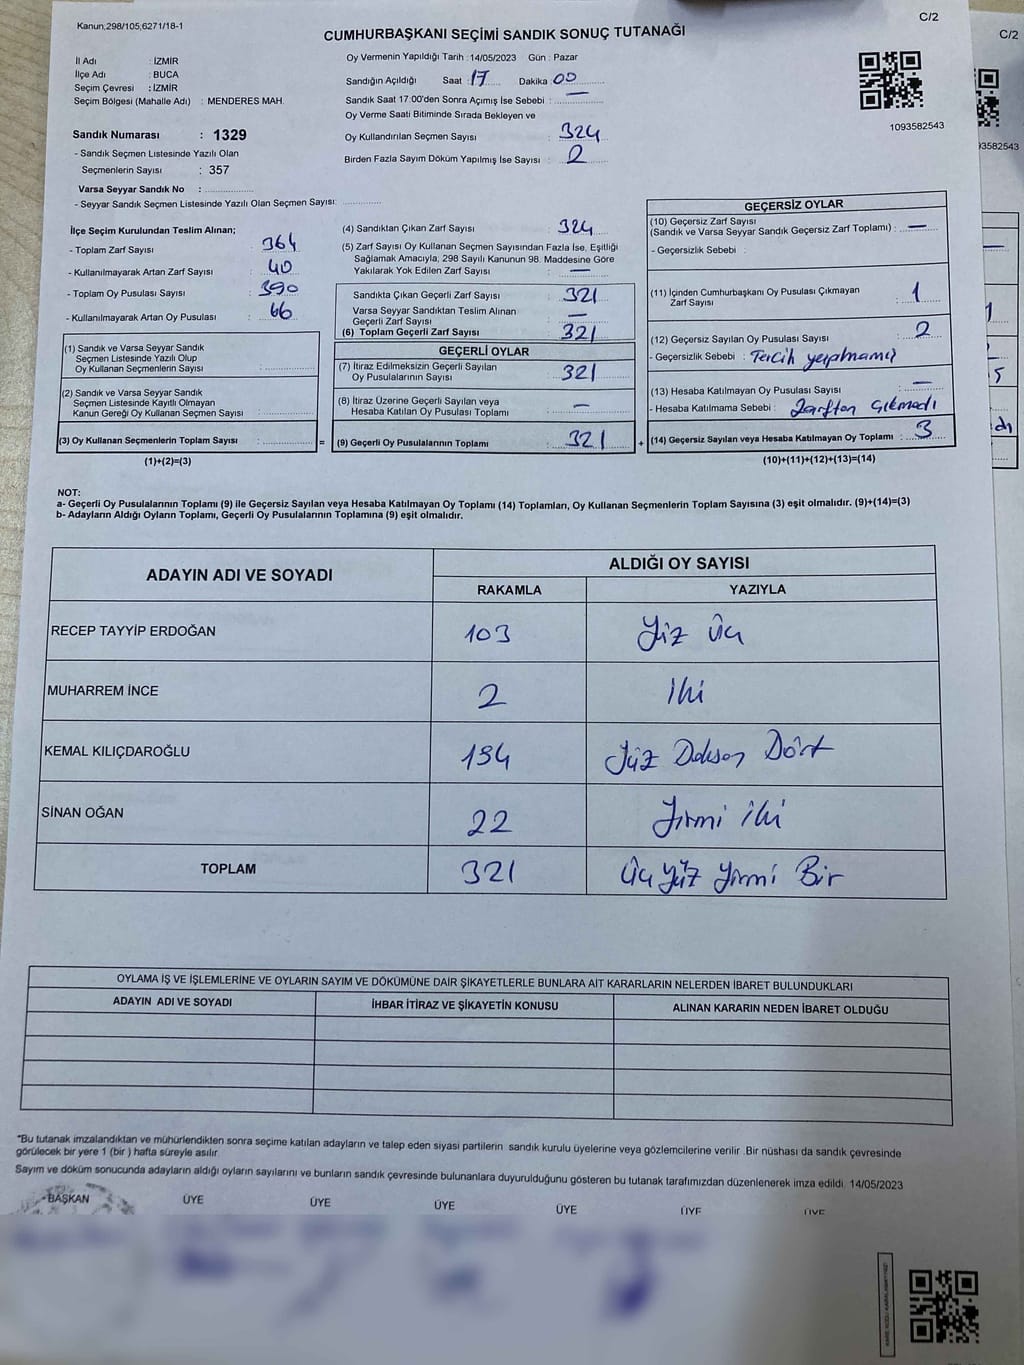 Kanun;298/105,6271/18-1
C/2
C/2
CUMHURBAŞKANI SEÇİMİ SANDIK SONUÇ TUTANAĞI
İl Adı : İZMİR
İlçe Adı : BUCA
Seçim Çevresi : İZMİR
Seçim Bölgesi (Mahalle Adı) : MENDERES MAH.
Oy Vermenin Yapıldığı Tarih : 14/05/2023 Gün : Pazar
Sandığın Açıldığı Saat : 17 Dakika : 00
Sandık Saat 17:00'den Sonra Açımış İse Sebebi : —
Oy Verme Saati Bitiminde Sırada Bekleyen ve
Oy Kullandırılan Seçmen Sayısı : 324
Birden Fazla Sayım Döküm Yapılmış İse Sayısı : 2
1093582543
93582543
Sandık Numarası : 1329
- Sandık Seçmen Listesinde Yazılı Olan
Seçmenlerin Sayısı : 357
Varsa Seyyar Sandık No :
- Seyyar Sandık Seçmen Listesinde Yazılı Olan Seçmen Sayısı:
İlçe Seçim Kurulundan Teslim Alınan;
- Toplam Zarf Sayısı : 364
- Kullanılmayarak Artan Zarf Sayısı : 40
- Toplam Oy Pusulası Sayısı : 390
- Kullanılmayarak Artan Oy Pusulası : 66
(1) Sandık ve Varsa Seyyar Sandık
Seçmen Listesinde Yazılı Olup
Oy Kullanan Seçmenlerin Sayısı :
(2) Sandık ve Varsa Seyyar Sandık
Seçmen Listesinde Kayıtlı Olmayan
Kanun Gereği Oy Kullanan Seçmen Sayısı :
(3) Oy Kullanan Seçmenlerin Toplam Sayısı : =
(1)+(2)=(3)
(4) Sandıktan Çıkan Zarf Sayısı : 324
(5) Zarf Sayısı Oy Kullanan Seçmen Sayısından Fazla İse, Eşitliği
Sağlamak Amacıyla, 298 Sayılı Kanunun 98. Maddesine Göre
Yakılarak Yok Edilen Zarf Sayısı : —
Sandıkta Çıkan Geçerli Zarf Sayısı : 321
Varsa Seyyar Sandıktan Teslim Alınan
Geçerli Zarf Sayısı : —
(6) Toplam Geçerli Zarf Sayısı : 321
GEÇERLİ OYLAR
(7) İtiraz Edilmeksizin Geçerli Sayılan
Oy Pusulalarının Sayısı : 321
(8) İtiraz Üzerine Geçerli Sayılan veya
Hesaba Katılan Oy Pusulası Toplamı : —
(9) Geçerli Oy Pusulalarının Toplamı : 321 +
GEÇERSİZ OYLAR
(10) Geçersiz Zarf Sayısı
(Sandık ve Varsa Seyyar Sandık Geçersiz Zarf Toplamı) : —
- Geçersizlik Sebebi :
(11) İçinden Cumhurbaşkanı Oy Pusulası Çıkmayan
Zarf Sayısı : 1
(12) Geçersiz Sayılan Oy Pusulası Sayısı : 2
- Geçersizlik Sebebi : Tercih yapılmamış
(13) Hesaba Katılmayan Oy Pusulası Sayısı : —
- Hesaba Katılmama Sebebi : Zarftan çıkmadı
(14) Geçersiz Sayılan veya Hesaba Katılmayan Oy Toplamı : 3
(10)+(11)+(12)+(13)=(14)
NOT:
a- Geçerli Oy Pusulalarının Toplamı (9) ile Geçersiz Sayılan veya Hesaba Katılmayan Oy Toplamı (14) Toplamları, Oy Kullanan Seçmenlerin Toplam Sayısına (3) eşit olmalıdır. (9)+(14)=(3)
b- Adayların Aldığı Oyların Toplamı, Geçerli Oy Pusulalarının Toplamına (9) eşit olmalıdır.
ADAYIN ADI VE SOYADI ALDIĞI OY SAYISI
RAKAMLA YAZIYLA
RECEP TAYYİP ERDOĞAN 103 Yüz Üç
MUHARREM İNCE 2 İki
KEMAL KILIÇDAROĞLU 194 Yüz Doksan Dört
SİNAN OĞAN 22 Yirmi iki
TOPLAM 321 Üç Yüz Yirmi Bir
OYLAMA İŞ VE İŞLEMLERİNE VE OYLARIN SAYIM VE DÖKÜMÜNE DAİR ŞİKAYETLERLE BUNLARA AİT KARARLARIN NELERDEN İBARET BULUNDUKLARI
ADAYIN ADI VE SOYADI İHBAR İTİRAZ VE ŞİKAYETİN KONUSU ALINAN KARARIN NEDEN İBARET OLDUĞU
*Bu tutanak imzalandıktan ve mühürlendikten sonra seçime katılan adayların ve talep eden siyasi partilerin sandık kurulu üyelerine veya gözlemcilerine verilir .Bir nüshası da sandık çevresinde
görülecek bir yere 1 (bir ) hafta süreyle asılır.
Sayım ve döküm sonucunda adayların aldığı oyların sayılarını ve bunların sandık çevresinde bulunanlara duyurulduğunu gösteren bu tutanak tarafımızdan düzenlenerek imza edildi. 14/05/2023
BAŞKAN ÜYE ÜYE ÜYE ÜYE ÜYE ÜYE